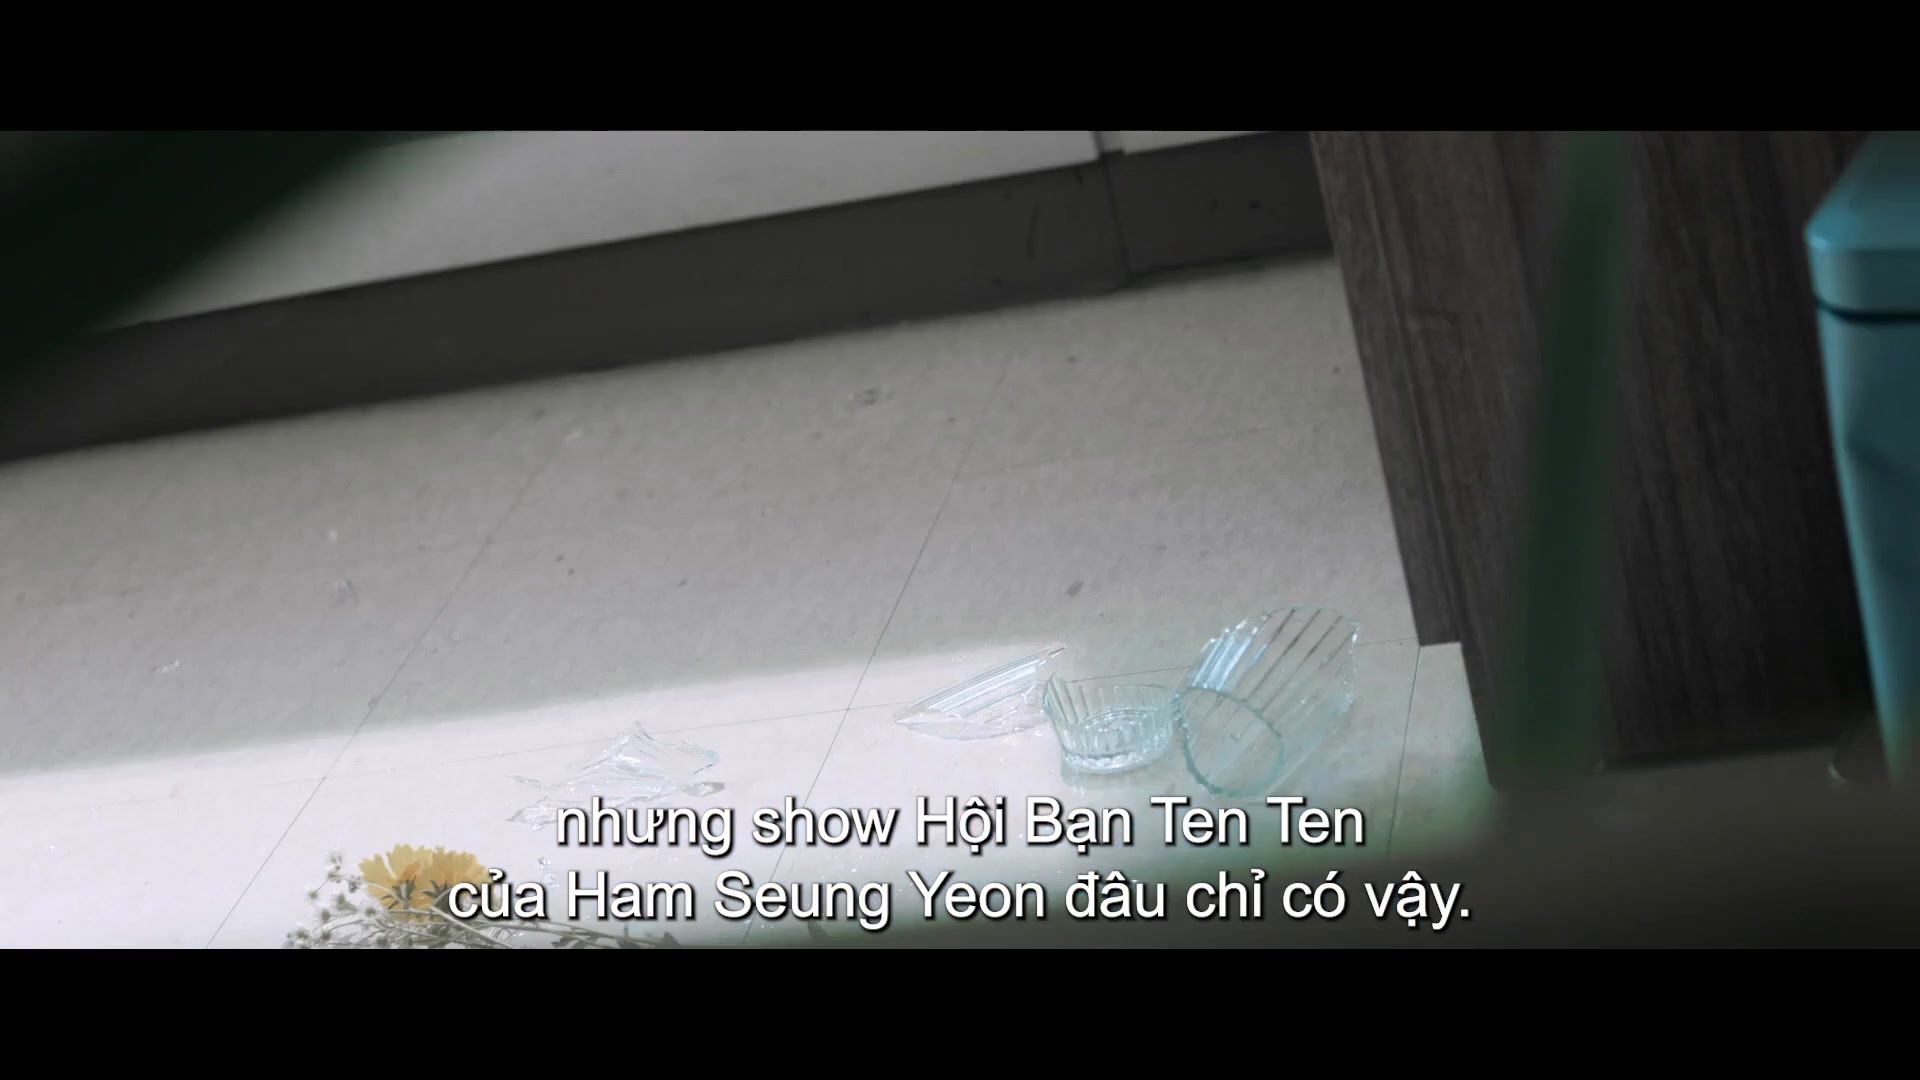 nhưng show Hội Bạn Ten Ten
của Ham Seung Yeon đâu chỉ có vậy.